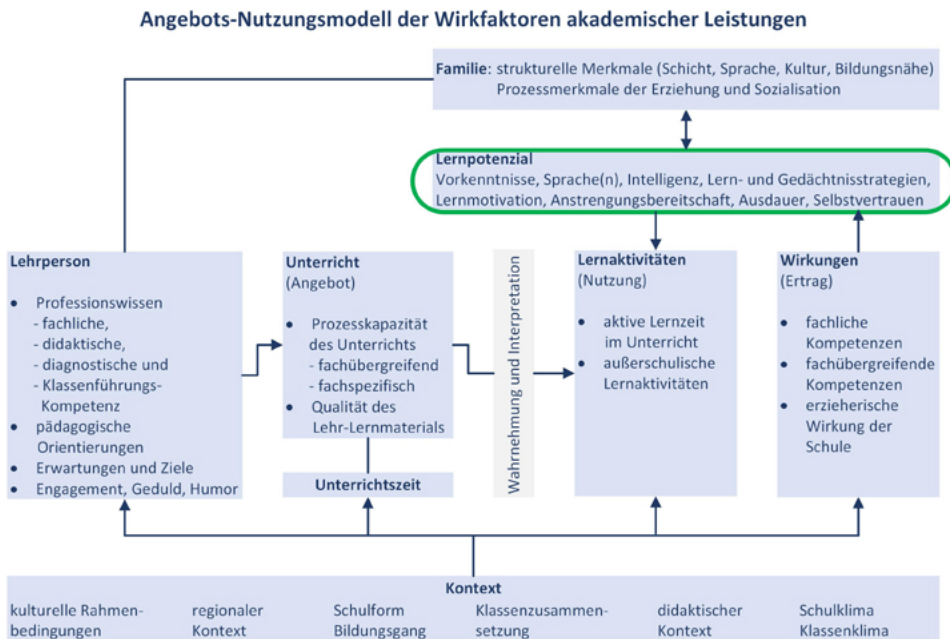 Angebots-Nutzungsmodell der Wirkfaktoren akademischer Leistungen
Familie: strukturelle Merkmale (Schicht, Sprache, Kultur, Bildungsnähe)
Prozessmerkmale der Erziehung und Sozialisation
Lernpotenzial
Vorkenntnisse, Sprache(n), Intelligenz, Lern- und Gedächtnisstrategien,
Lernmotivation, Anstrengungsbereitschaft, Ausdauer, Selbstvertrauen
Lehrperson
• Professionswissen
- fachliche,
- didaktische,
- diagnostische und
- Klassenführungs-
Kompetenz
• pädagogische
Orientierungen
• Erwartungen und Ziele
• Engagement, Geduld, Humor
Unterricht
(Angebot)
• Prozesskapazität
des Unterrichts
- fachübergreifend
- fachspezifisch
• Qualität des
Lehr-Lernmaterials
Unterrichtszeit
Wahrnehmung und Interpretation
Lernaktivitäten
(Nutzung)
• aktive Lernzeit
im Unterricht
• außerschulische
Lernaktivitäten
Wirkungen
(Ertrag)
• fachliche
Kompetenzen
• fachübergreifende
Kompetenzen
• erzieherische
Wirkung der
Schule
Kontext
kulturelle Rahmen-
bedingungen
regionaler
Kontext
Schulform
Bildungsgang
Klassenzusammen-
setzung
didaktischer
Kontext
Schulklima
Klassenklima